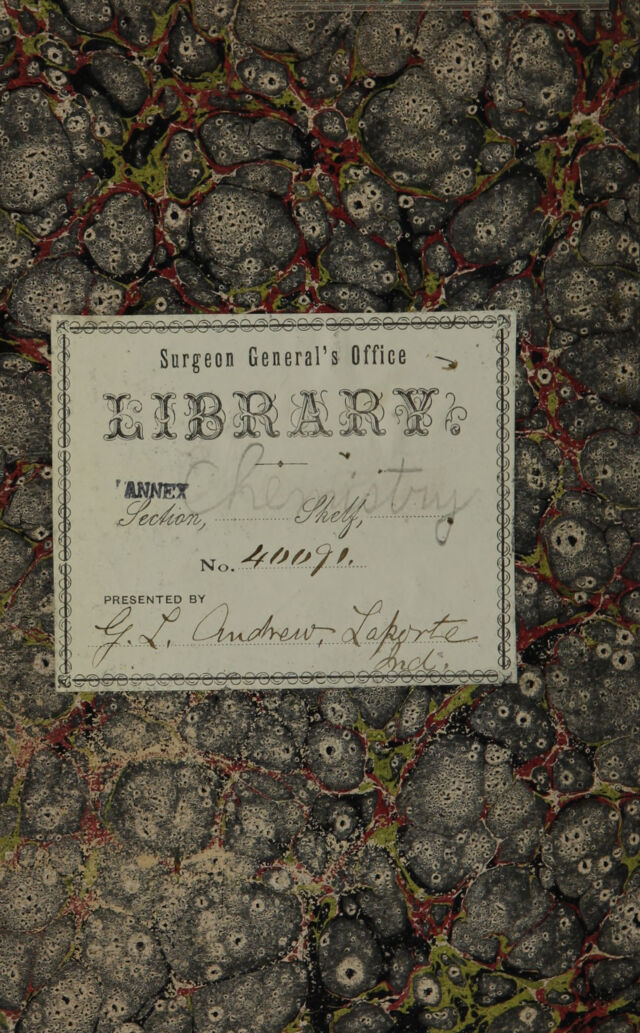 Surgeon General's Office
LIBRARY.
Chemistry
ANNEX
Section, Shelf,
No. 40091.
PRESENTED BY
G. L. Andrew, Laporte
Ind.